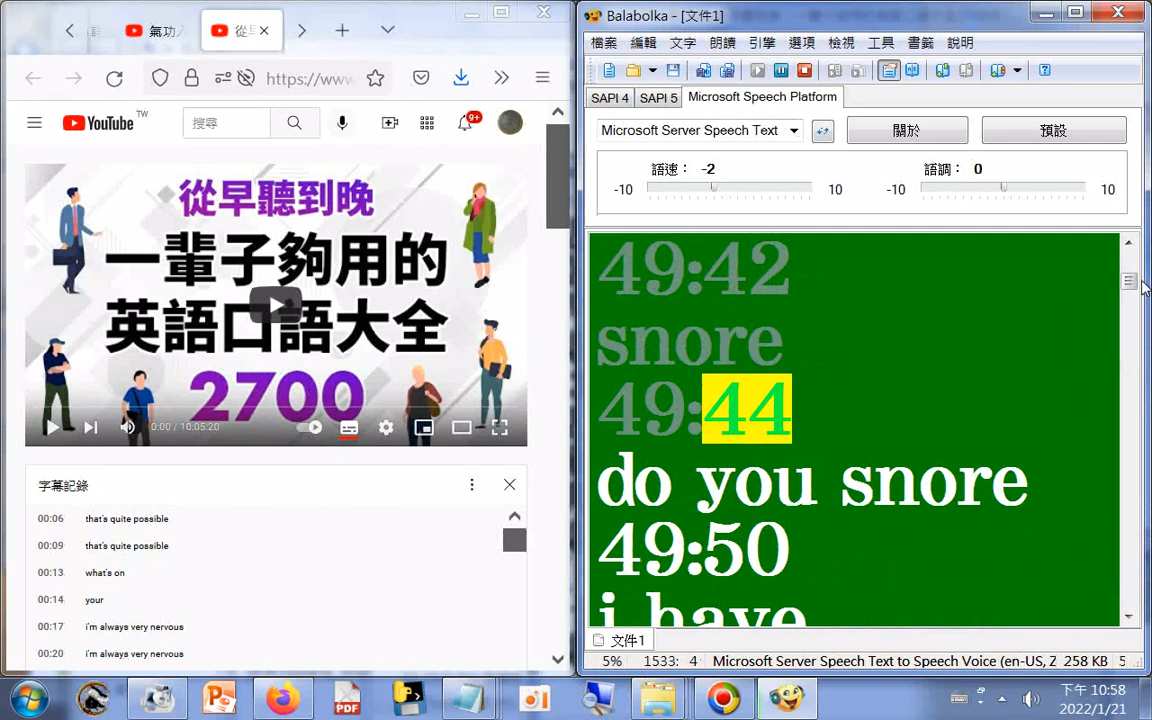 氣功
從
https://www
YouTube TW
搜尋
9+
從早聽到晚
一輩子夠用的
英語口語大全
2700
0:00 / 10:05:20
字幕記錄
00:06 that's quite possible
00:09 that's quite possible
00:13 what's on
00:14 your
00:17 i'm always very nervous
00:20 i'm always very nervous
Balabolka - [文件1]
檔案 編輯 文字 朗讀 引擎 選項 檢視 工具 書籤 說明
SAPI 4 SAPI 5 Microsoft Speech Platform
Microsoft Server Speech Text 關於 預設
語速： -2 語調： 0
-10 10 -10 10
49:42
snore
49:44
do you snore
49:50
i have
文件1
5% 1533: 4 Microsoft Server Speech Text to Speech Voice (en-US, Z 258 KB 5
PDF
下午 10:58
2022/1/21